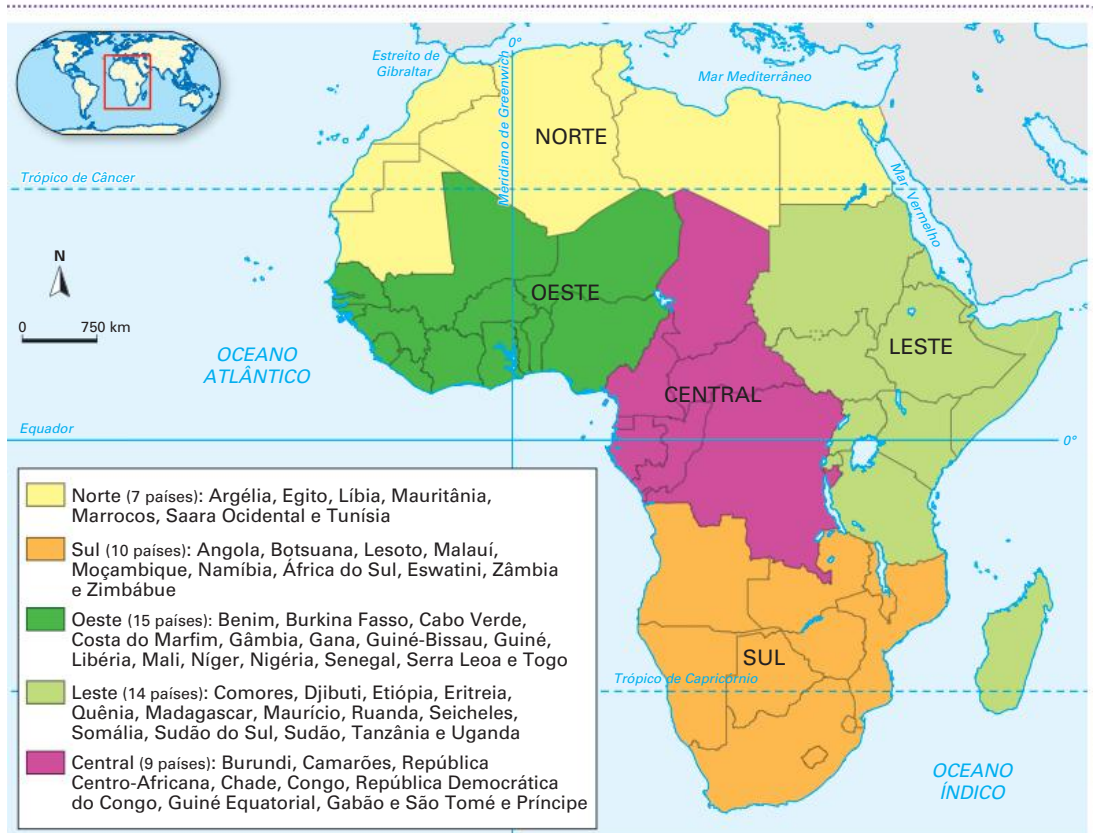 Estreito de
Gibraltar
0°
Meridiano de Greenwich
Mar Mediterrâneo
NORTE
Trópico de Câncer
Mar Vermelho
N
0 750 km
OESTE
LESTE
OCEANO
ATLÂNTICO
CENTRAL
Equador
0°
Norte (7 países): Argélia, Egito, Líbia, Mauritânia,
Marrocos, Saara Ocidental e Tunísia
Sul (10 países): Angola, Botsuana, Lesoto, Malauí,
Moçambique, Namíbia, África do Sul, Eswatini, Zâmbia
e Zimbábue
Oeste (15 países): Benim, Burkina Fasso, Cabo Verde,
Costa do Marfim, Gâmbia, Gana, Guiné-Bissau, Guiné,
Libéria, Mali, Níger, Nigéria, Senegal, Serra Leoa e Togo
Leste (14 países): Comores, Djibuti, Etiópia, Eritreia,
Quênia, Madagascar, Maurício, Ruanda, Seicheles,
Somália, Sudão do Sul, Sudão, Tanzânia e Uganda
Central (9 países): Burundi, Camarões, República
Centro-Africana, Chade, Congo, República Democrática
do Congo, Guiné Equatorial, Gabão e São Tomé e Príncipe
SUL
Trópico de Capricórnio
OCEANO
ÍNDICO